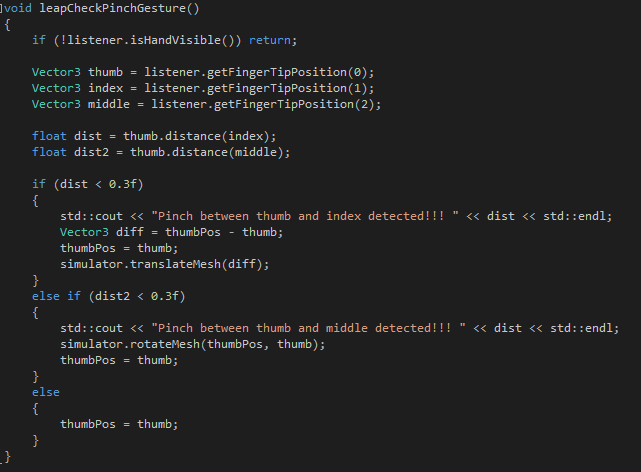 void leapCheckPinchGesture()
{
    if (!listener.isHandVisible()) return;

    Vector3 thumb = listener.getFingerTipPosition(0);
    Vector3 index = listener.getFingerTipPosition(1);
    Vector3 middle = listener.getFingerTipPosition(2);

    float dist = thumb.distance(index);
    float dist2 = thumb.distance(middle);

    if (dist < 0.3f)
    {
        std::cout << "Pinch between thumb and index detected!!! " << dist << std::endl;
        Vector3 diff = thumbPos - thumb;
        thumbPos = thumb;
        simulator.translateMesh(diff);
    }
    else if (dist2 < 0.3f)
    {
        std::cout << "Pinch between thumb and middle detected!!! " << dist << std::endl;
        simulator.rotateMesh(thumbPos, thumb);
        thumbPos = thumb;
    }
    else
    {
        thumbPos = thumb;
    }
}